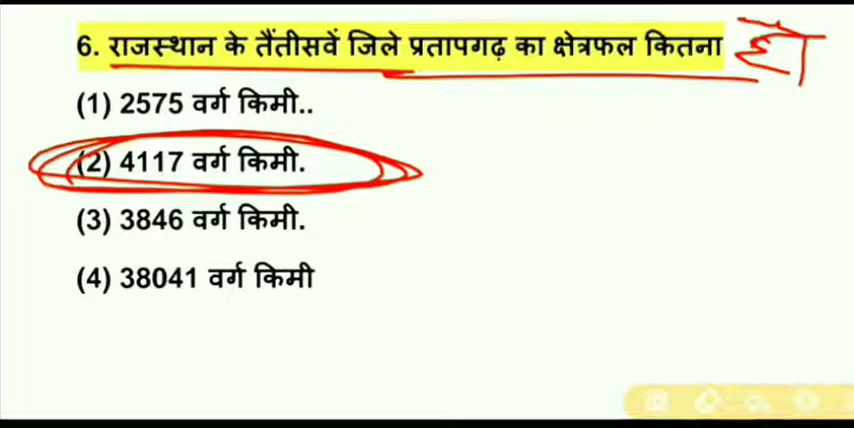 6. राजस्थान के तैंतीसवें जिले प्रतापगढ़ का क्षेत्रफल कितना है
(1) 2575 वर्ग किमी..
(2) 4117 वर्ग किमी.
(3) 3846 वर्ग किमी.
(4) 38041 वर्ग किमी